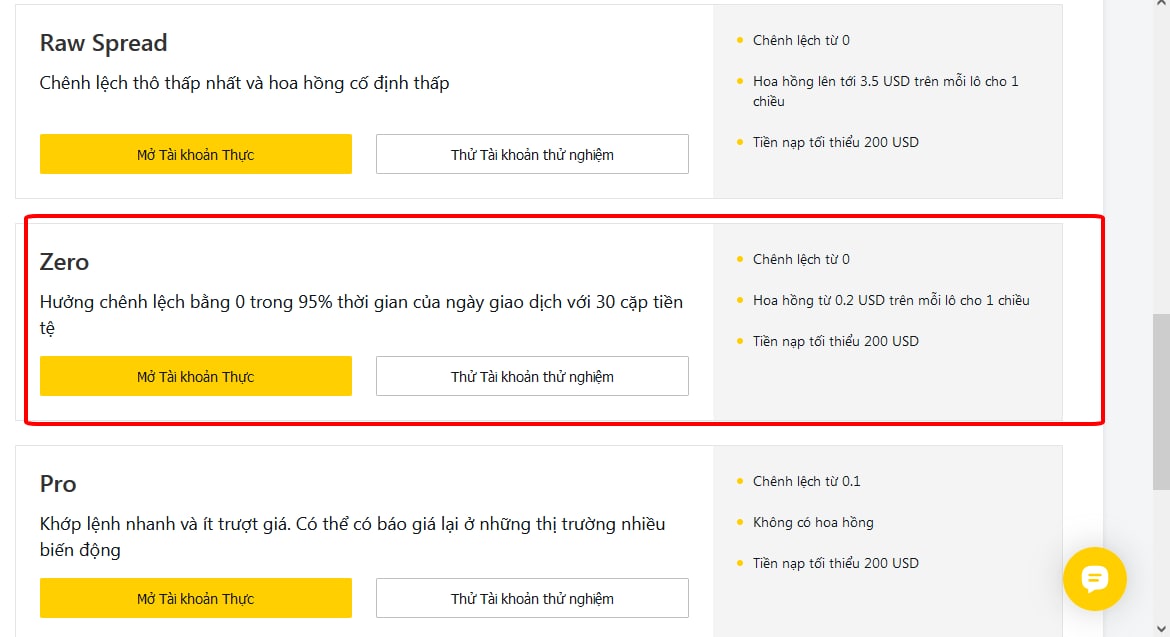 Raw Spread
Chênh lệch thô thấp nhất và hoa hồng cố định thấp
Mở Tài khoản Thực
Thử Tài khoản thử nghiệm
Chênh lệch từ 0
Hoa hồng lên tới 3.5 USD trên mỗi lô cho 1
chiều
Tiền nạp tối thiểu 200 USD
Zero
Hưởng chênh lệch bằng 0 trong 95% thời gian của ngày giao dịch với 30 cặp tiền
tệ
Mở Tài khoản Thực
Thử Tài khoản thử nghiệm
Chênh lệch từ 0
Hoa hồng từ 0.2 USD trên mỗi lô cho 1 chiều
Tiền nạp tối thiểu 200 USD
Pro
Khớp lệnh nhanh và ít trượt giá. Có thể có báo giá lại ở những thị trường nhiều
biến động
Mở Tài khoản Thực
Thử Tài khoản thử nghiệm
Chênh lệch từ 0.1
Không có hoa hồng
Tiền nạp tối thiểu 200 USD